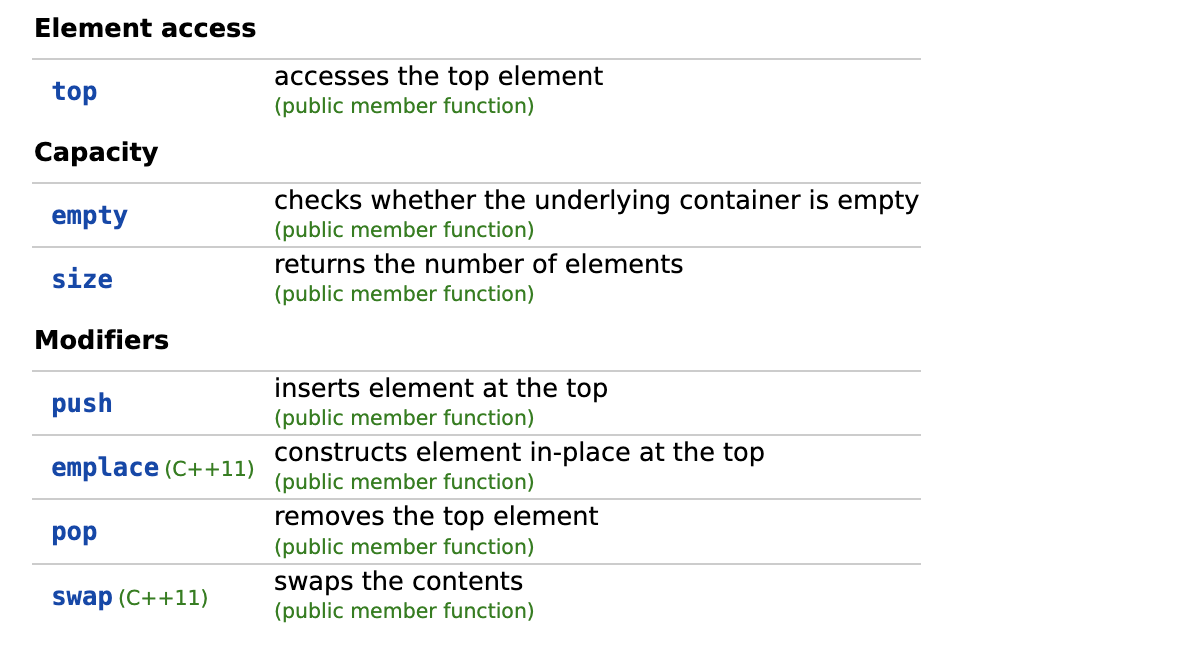 Element access
top
accesses the top element
(public member function)
Capacity
empty
checks whether the underlying container is empty
(public member function)
size
returns the number of elements
(public member function)
Modifiers
push
inserts element at the top
(public member function)
emplace (C++11)
constructs element in-place at the top
(public member function)
pop
removes the top element
(public member function)
swap (C++11)
swaps the contents
(public member function)